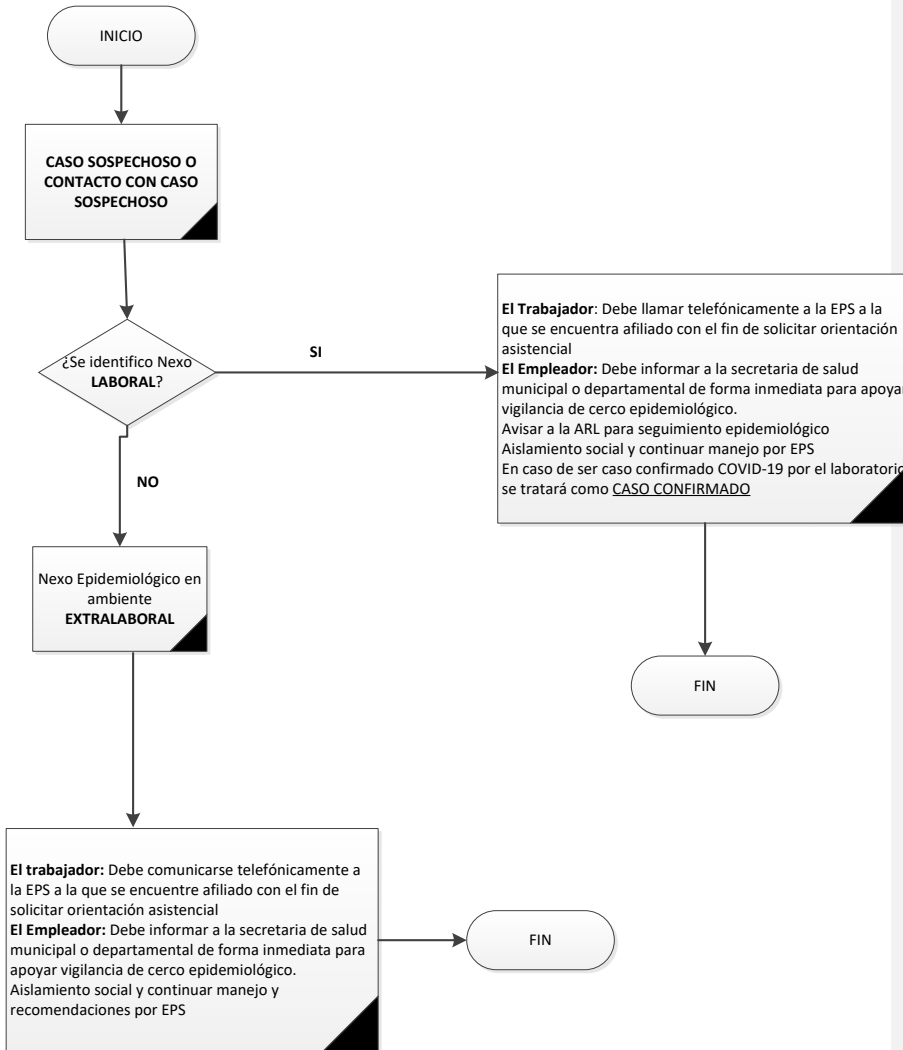 INICIO
CASO SOSPECHOSO O
CONTACTO CON CASO
SOSPECHOSO
¿Se identifico Nexo
LABORAL?
SI
El Trabajador: Debe llamar telefónicamente a la EPS a la
que se encuentra afiliado con el fin de solicitar orientación
asistencial
El Empleador: Debe informar a la secretaria de salud
municipal o departamental de forma inmediata para apoyar
vigilancia de cerco epidemiológico.
Avisar a la ARL para seguimiento epidemiológico
Aislamiento social y continuar manejo por EPS
En caso de ser caso confirmado COVID-19 por el laboratorio
se tratará como CASO CONFIRMADO
NO
Nexo Epidemiológico en
ambiente
EXTRALABORAL
FIN
El trabajador: Debe comunicarse telefónicamente a
la EPS a la que se encuentre afiliado con el fin de
solicitar orientación asistencial
El Empleador: Debe informar a la secretaria de salud
municipal o departamental de forma inmediata para
apoyar vigilancia de cerco epidemiológico.
Aislamiento social y continuar manejo y
recomendaciones por EPS
FIN